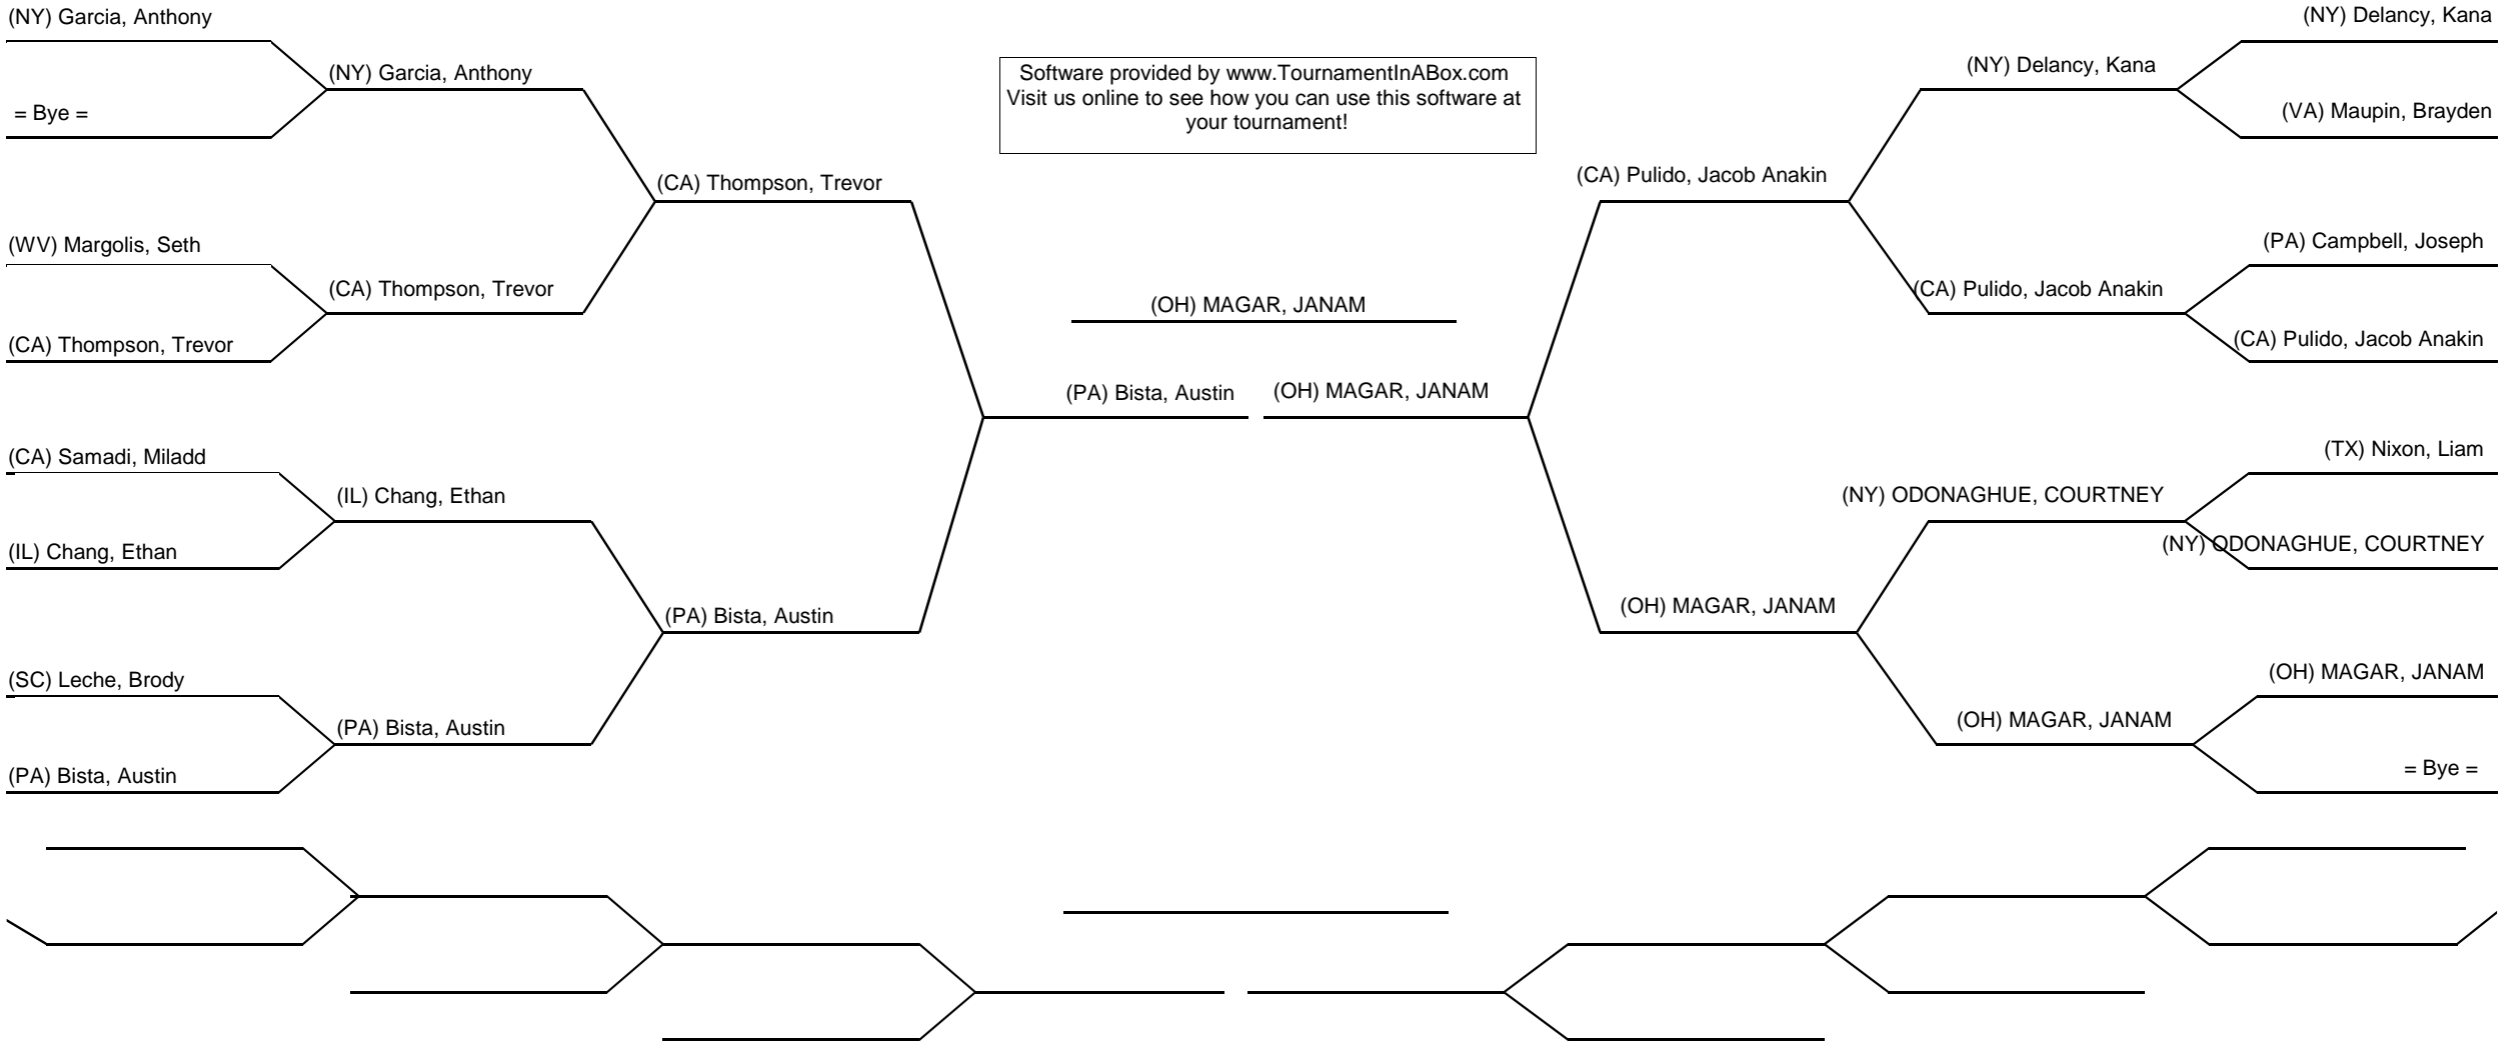 (NY) Garcia, Anthony
= Bye =
(WV) Margolis, Seth
(CA) Thompson, Trevor
(CA) Samadi, Miladd
(IL) Chang, Ethan
(SC) Leche, Brody
(PA) Bista, Austin
(NY) Garcia, Anthony
(CA) Thompson, Trevor
(IL) Chang, Ethan
(PA) Bista, Austin
(CA) Thompson, Trevor
(PA) Bista, Austin
Software provided by www.TournamentInABox.com
Visit us online to see how you can use this software at
your tournament!
(OH) MAGAR, JANAM
(PA) Bista, Austin
(OH) MAGAR, JANAM
(CA) Pulido, Jacob Anakin
(OH) MAGAR, JANAM
(NY) Delancy, Kana
(CA) Pulido, Jacob Anakin
(NY) ODONAGHUE, COURTNEY
(OH) MAGAR, JANAM
(NY) Delancy, Kana
(VA) Maupin, Brayden
(PA) Campbell, Joseph
(CA) Pulido, Jacob Anakin
(TX) Nixon, Liam
(NY) ODONAGHUE, COURTNEY
(OH) MAGAR, JANAM
= Bye =